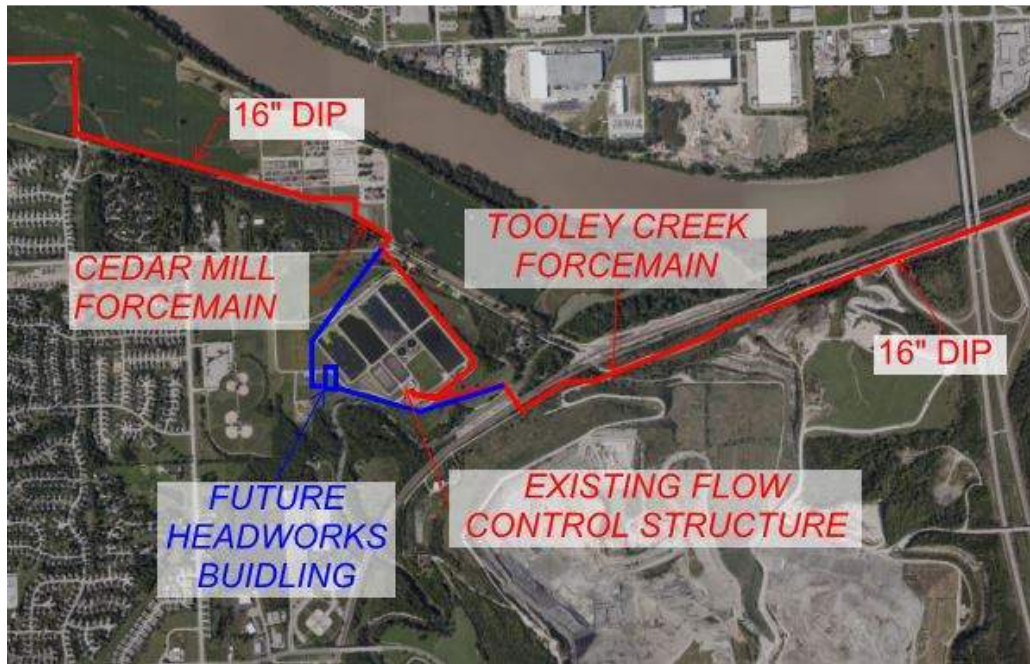 16" DIP
TOOLEY CREEK
FORCEMAIN
CEDAR MILL
FORCEMAIN
16" DIP
FUTURE
HEADWORKS
BUIDLING
EXISTING FLOW
CONTROL STRUCTURE